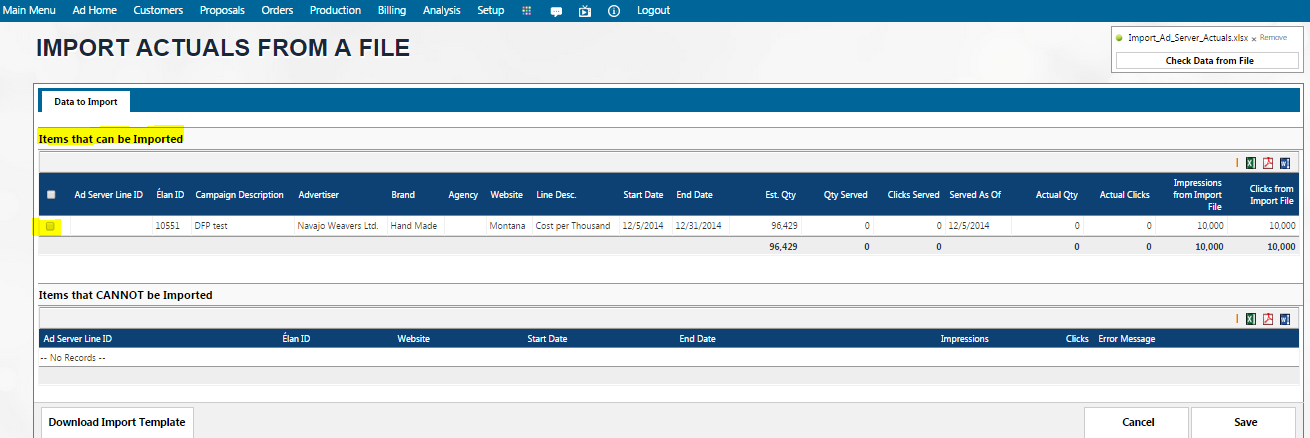 Main Menu Ad Home Customers Proposals Orders Production Billing Analysis Setup Logout
IMPORT ACTUALS FROM A FILE
Import_Ad_Server_Actuals.xlsx x Remove
Check Data from File
Data to Import
Items that can be Imported
Ad Server Line ID Élan ID Campaign Description Advertiser Brand Agency Website Line Desc. Start Date End Date Est. Qty Qty Served Clicks Served Served As Of Actual Qty Actual Clicks Impressions from Import File Clicks from Import File
10551 DFP test Navajo Weavers Ltd. Hand Made Montana Cost per Thousand 12/5/2014 12/31/2014 96,429 0 0 12/5/2014 0 0 10,000 10,000
96,429 0 0 0 0 10,000 10,000
Items that CANNOT be Imported
Ad Server Line ID Élan ID Website Start Date End Date Impressions Clicks Error Message
-- No Records --
Download Import Template Cancel Save